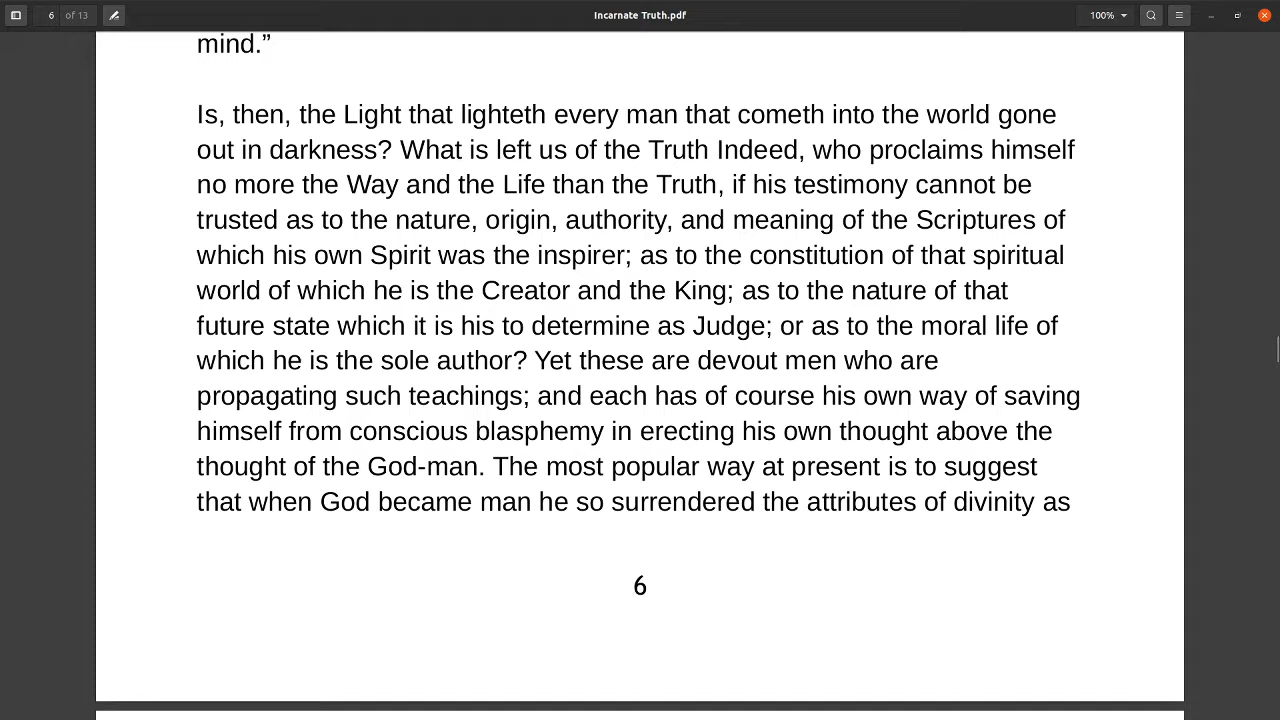 6 of 13
Incarnate Truth.pdf
100%
mind.”
Is, then, the Light that lighteth every man that cometh into the world gone
out in darkness? What is left us of the Truth Indeed, who proclaims himself
no more the Way and the Life than the Truth, if his testimony cannot be
trusted as to the nature, origin, authority, and meaning of the Scriptures of
which his own Spirit was the inspirer; as to the constitution of that spiritual
world of which he is the Creator and the King; as to the nature of that
future state which it is his to determine as Judge; or as to the moral life of
which he is the sole author? Yet these are devout men who are
propagating such teachings; and each has of course his own way of saving
himself from conscious blasphemy in erecting his own thought above the
thought of the God-man. The most popular way at present is to suggest
that when God became man he so surrendered the attributes of divinity as
6